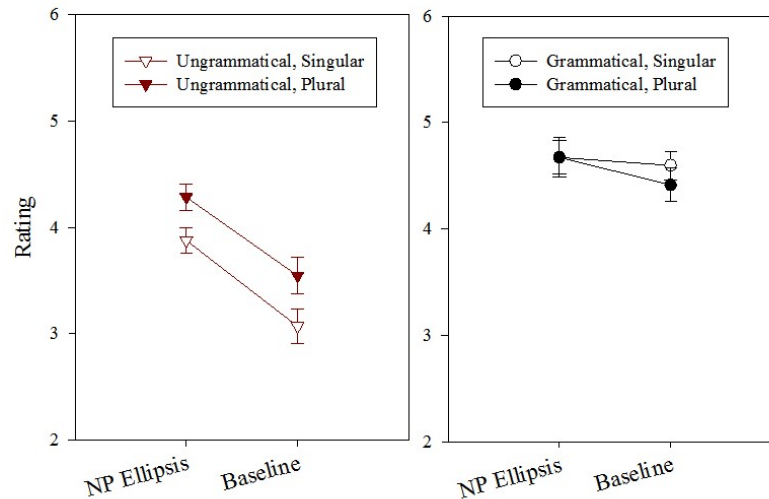 6
5
4
3
2
Rating
Ungrammatical, Singular
Ungrammatical, Plural
NP Ellipsis
Baseline
6
5
4
3
2
Grammatical, Singular
Grammatical, Plural
NP Ellipsis
Baseline